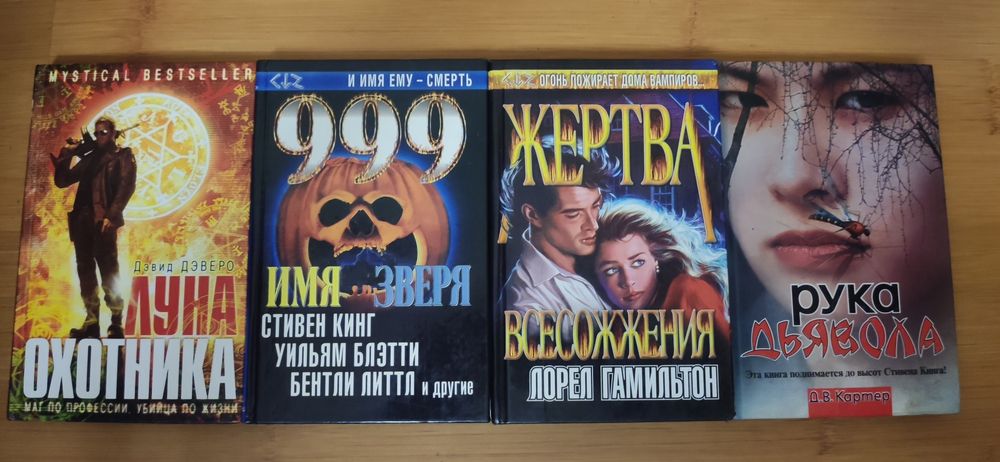 MYSTICAL BESTSELLER
Дэвид ДЭВЕРО
ЛУНА
ОХОТНИКА
МАГ ПО ПРОФЕССИИ, УБИЙЦА ПО ЖИЗНИ
И ИМЯ ЕМУ – СМЕРТЬ
999
ИМЯ ЗВЕРЯ
СТИВЕН КИНГ
УИЛЬЯМ БЛЭТТИ
БЕНТЛИ ЛИТТЛ и другие
ОГОНЬ ПОЖИРАЕТ ДОМА ВАМПИРОВ...
ЖЕРТВА
ВСЕСОЖЖЕНИЯ
ЛОРЕЛ ГАМИЛЬТОН
рука
ДЬЯВОЛА
Эта книга поднимается до высот Стивена Кинга!
Д.В. Картер